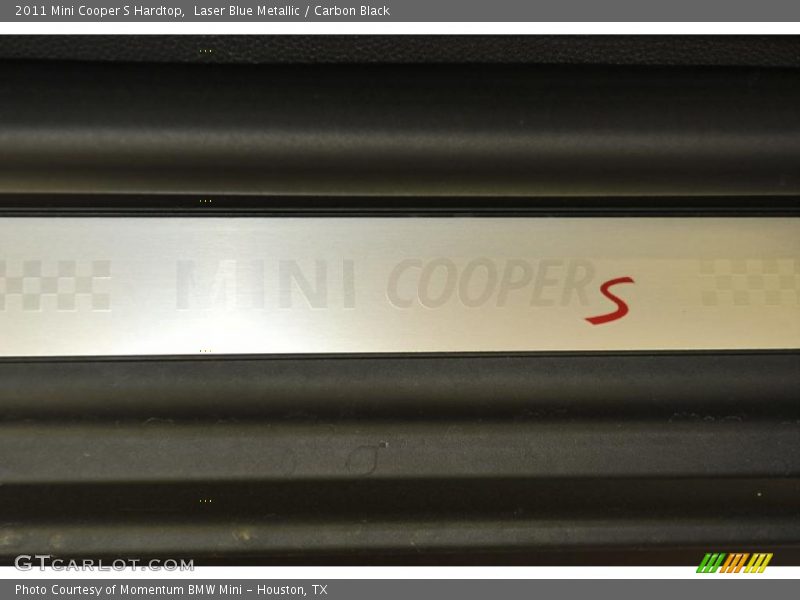 2011 Mini Cooper S Hardtop,  Laser Blue Metallic / Carbon Black
MINI COOPER S
GTCARLOT.COM
Photo Courtesy of Momentum BMW Mini - Houston, TX